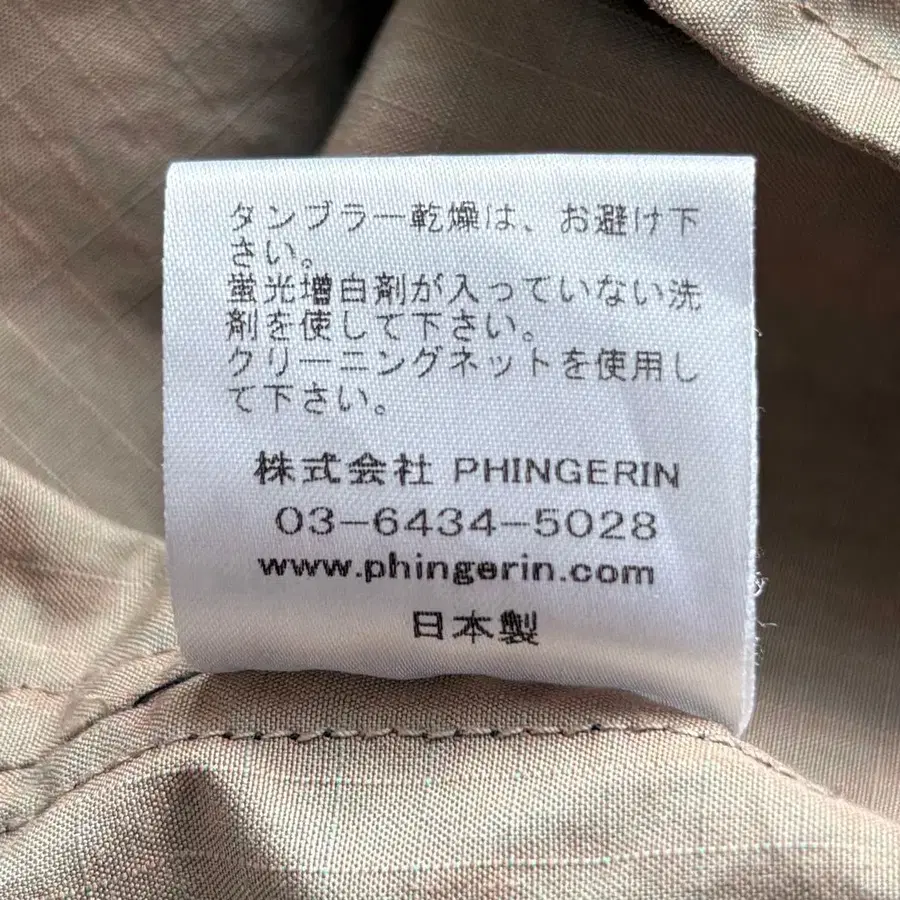 タンブラー乾燥は、お避け下
さい。
蛍光増白剤が入っていない洗
剤を使して下さい。
クリーニングネットを使用し
て下さい。
株式会社 PHINGERIN
03-6434-5028
www.phingerin.com
日本製